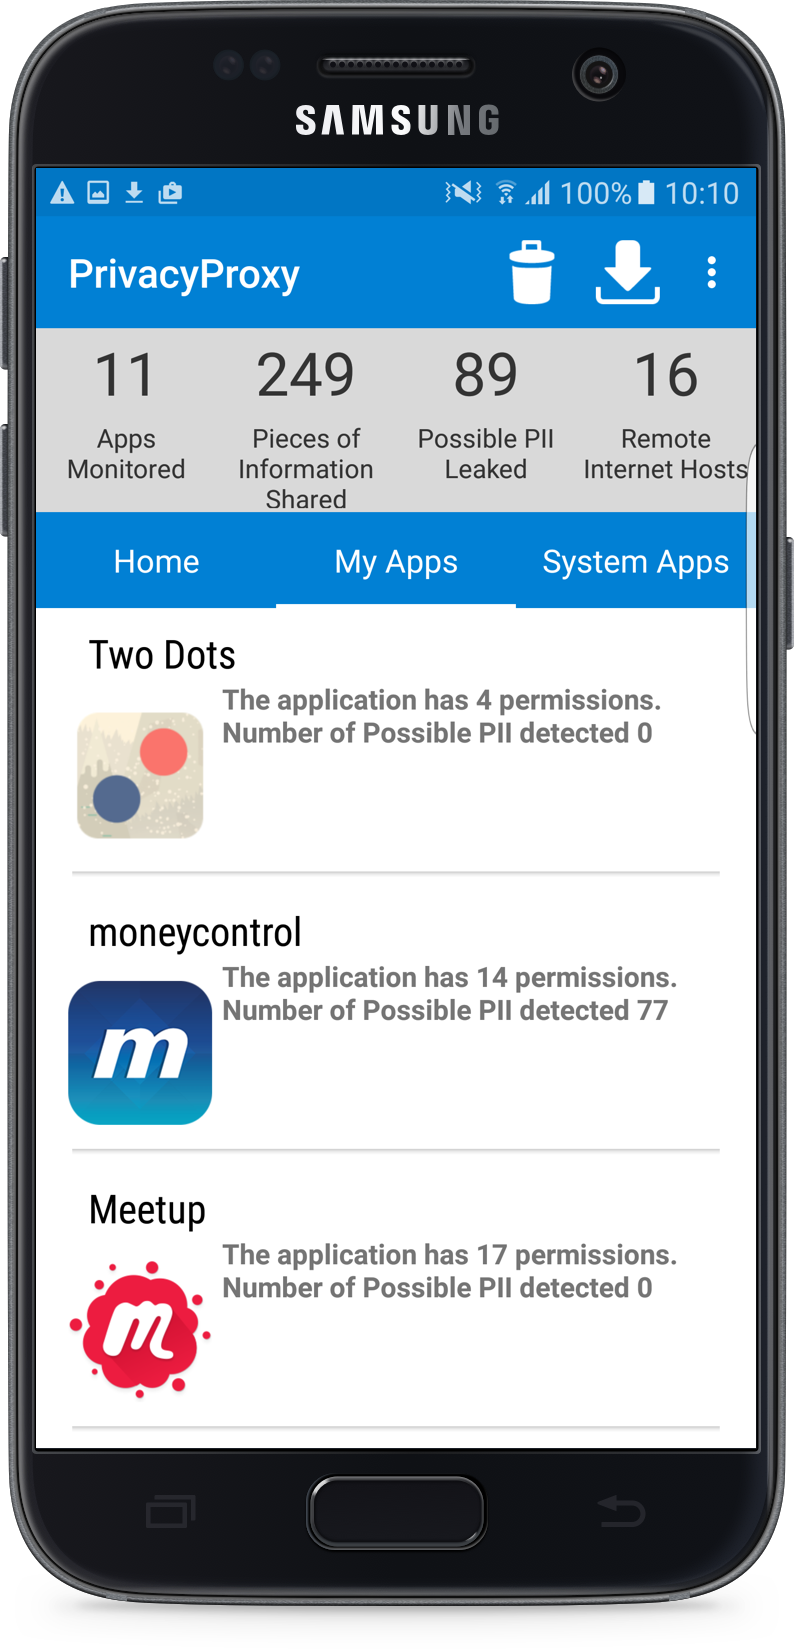 SAMSUNG
100% 10:10
PrivacyProxy
11 249 89 16
Apps Monitored
Pieces of Information Shared
Possible PII Leaked
Remote Internet Hosts
Home My Apps System Apps
Two Dots
The application has 4 permissions.
Number of Possible PII detected 0
moneycontrol
m
The application has 14 permissions.
Number of Possible PII detected 77
Meetup
m
The application has 17 permissions.
Number of Possible PII detected 0